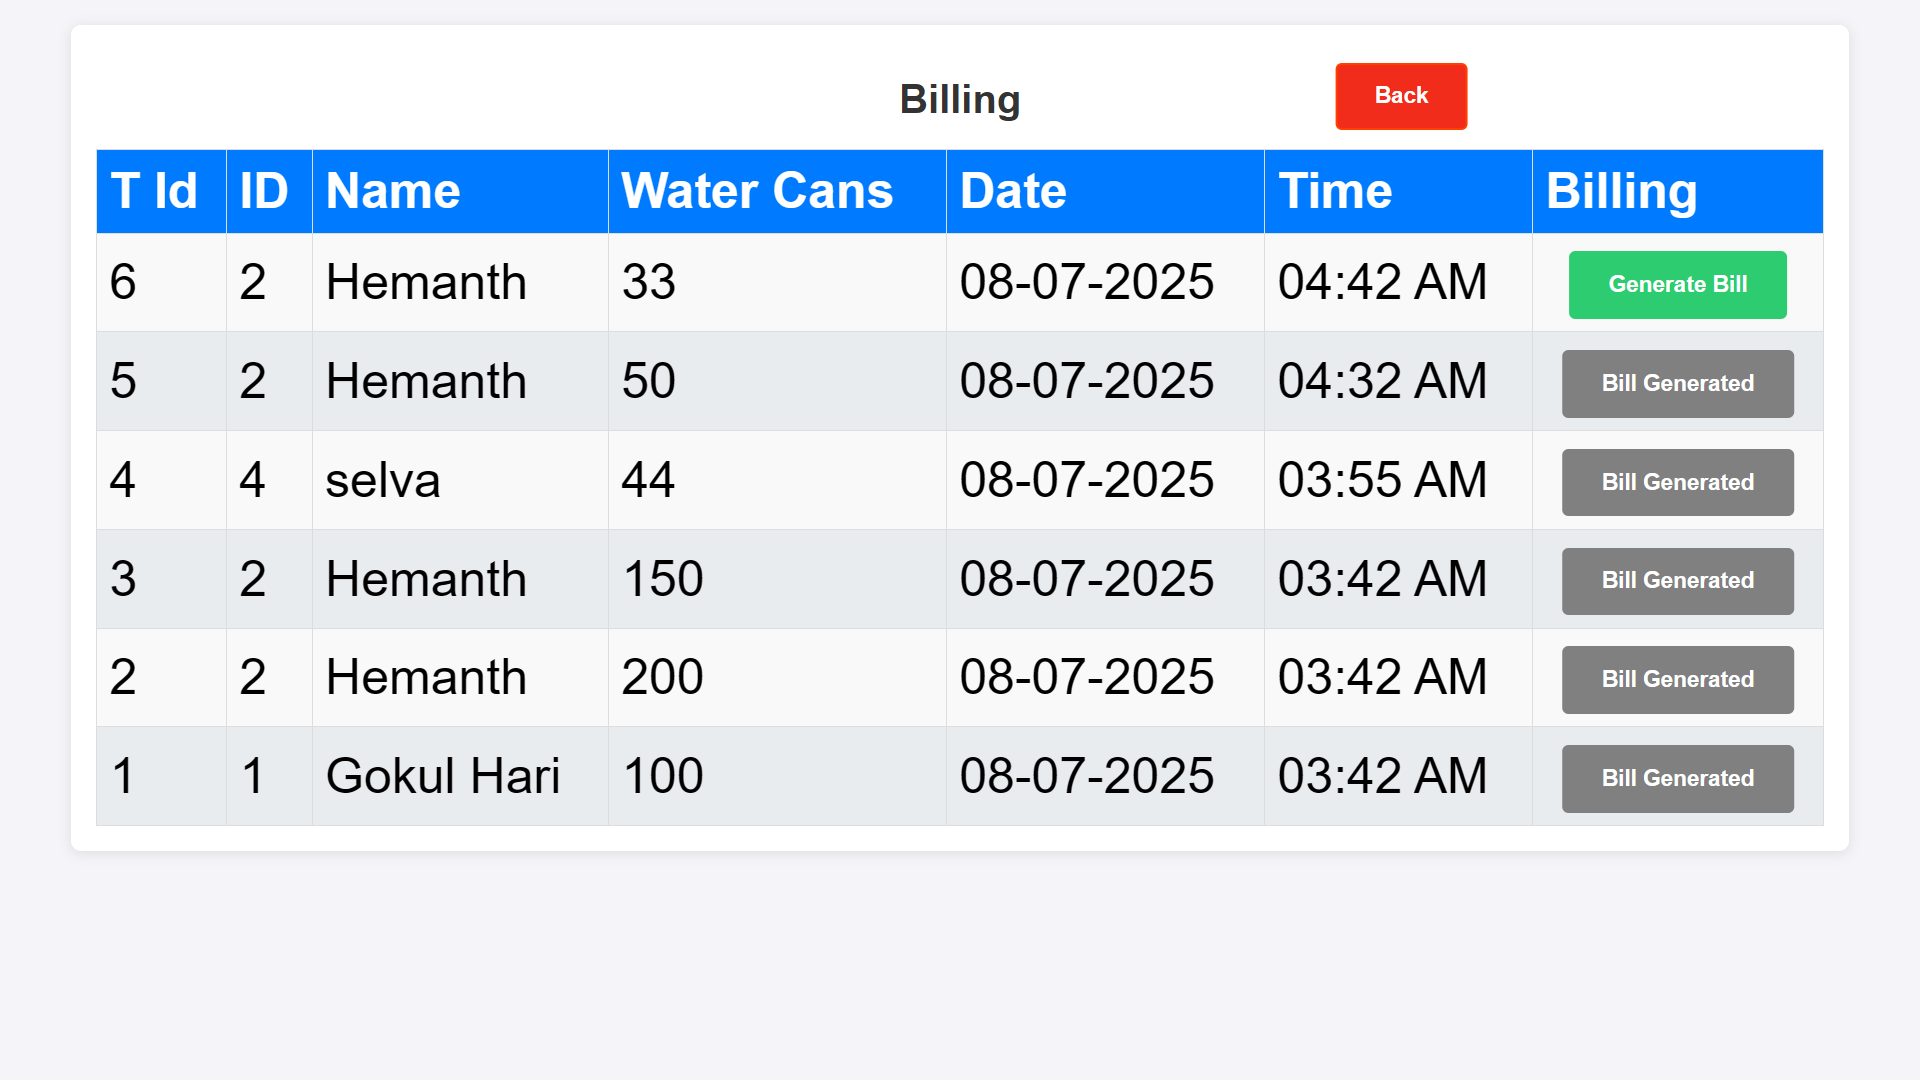 Billing
Back
T Id ID Name Water Cans Date Time Billing
6 2 Hemanth 33 08-07-2025 04:42 AM Generate Bill
5 2 Hemanth 50 08-07-2025 04:32 AM Bill Generated
4 4 selva 44 08-07-2025 03:55 AM Bill Generated
3 2 Hemanth 150 08-07-2025 03:42 AM Bill Generated
2 2 Hemanth 200 08-07-2025 03:42 AM Bill Generated
1 1 Gokul Hari 100 08-07-2025 03:42 AM Bill Generated